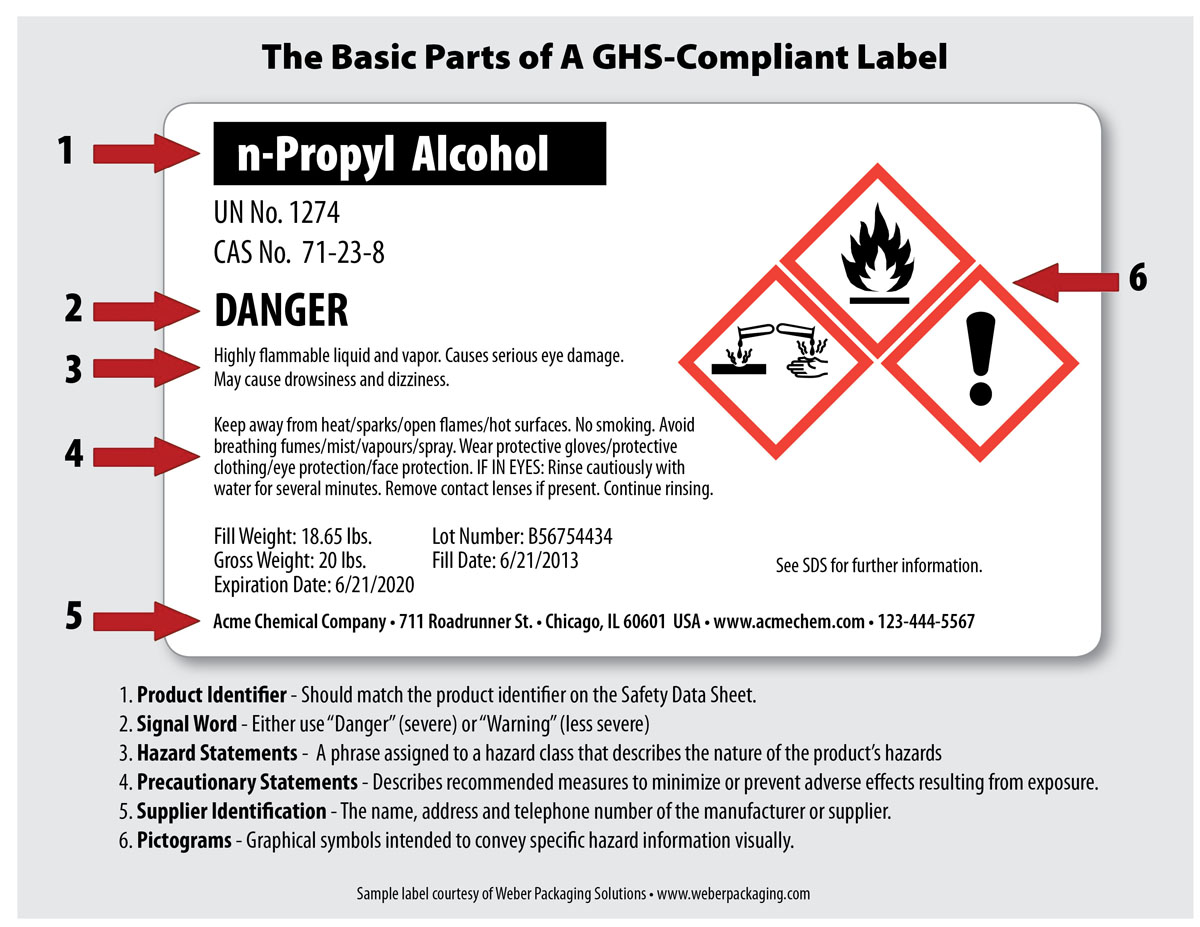 The Basic Parts of A GHS-Compliant Label
1
n-Propyl Alcohol
UN No. 1274
CAS No. 71-23-8
6
2
DANGER
3
Highly flammable liquid and vapor. Causes serious eye damage.
May cause drowsiness and dizziness.
4
Keep away from heat/sparks/open flames/hot surfaces. No smoking. Avoid
breathing fumes/mist/vapours/spray. Wear protective gloves/protective
clothing/eye protection/face protection. IF IN EYES: Rinse cautiously with
water for several minutes. Remove contact lenses if present. Continue rinsing.
Fill Weight: 18.65 lbs. Lot Number: B56754434
Gross Weight: 20 lbs. Fill Date: 6/21/2013
See SDS for further information.
Expiration Date: 6/21/2020
5
Acme Chemical Company • 711 Roadrunner St. • Chicago, IL 60601 USA • www.acmechem.com • 123-444-5567
1. Product Identifier - Should match the product identifier on the Safety Data Sheet.
2. Signal Word - Either use “Danger” (severe) or “Warning” (less severe)
3. Hazard Statements - A phrase assigned to a hazard class that describes the nature of the product’s hazards
4. Precautionary Statements - Describes recommended measures to minimize or prevent adverse effects resulting from exposure.
5. Supplier Identification - The name, address and telephone number of the manufacturer or supplier.
6. Pictograms - Graphical symbols intended to convey specific hazard information visually.
Sample label courtesy of Weber Packaging Solutions • www.weberpackaging.com